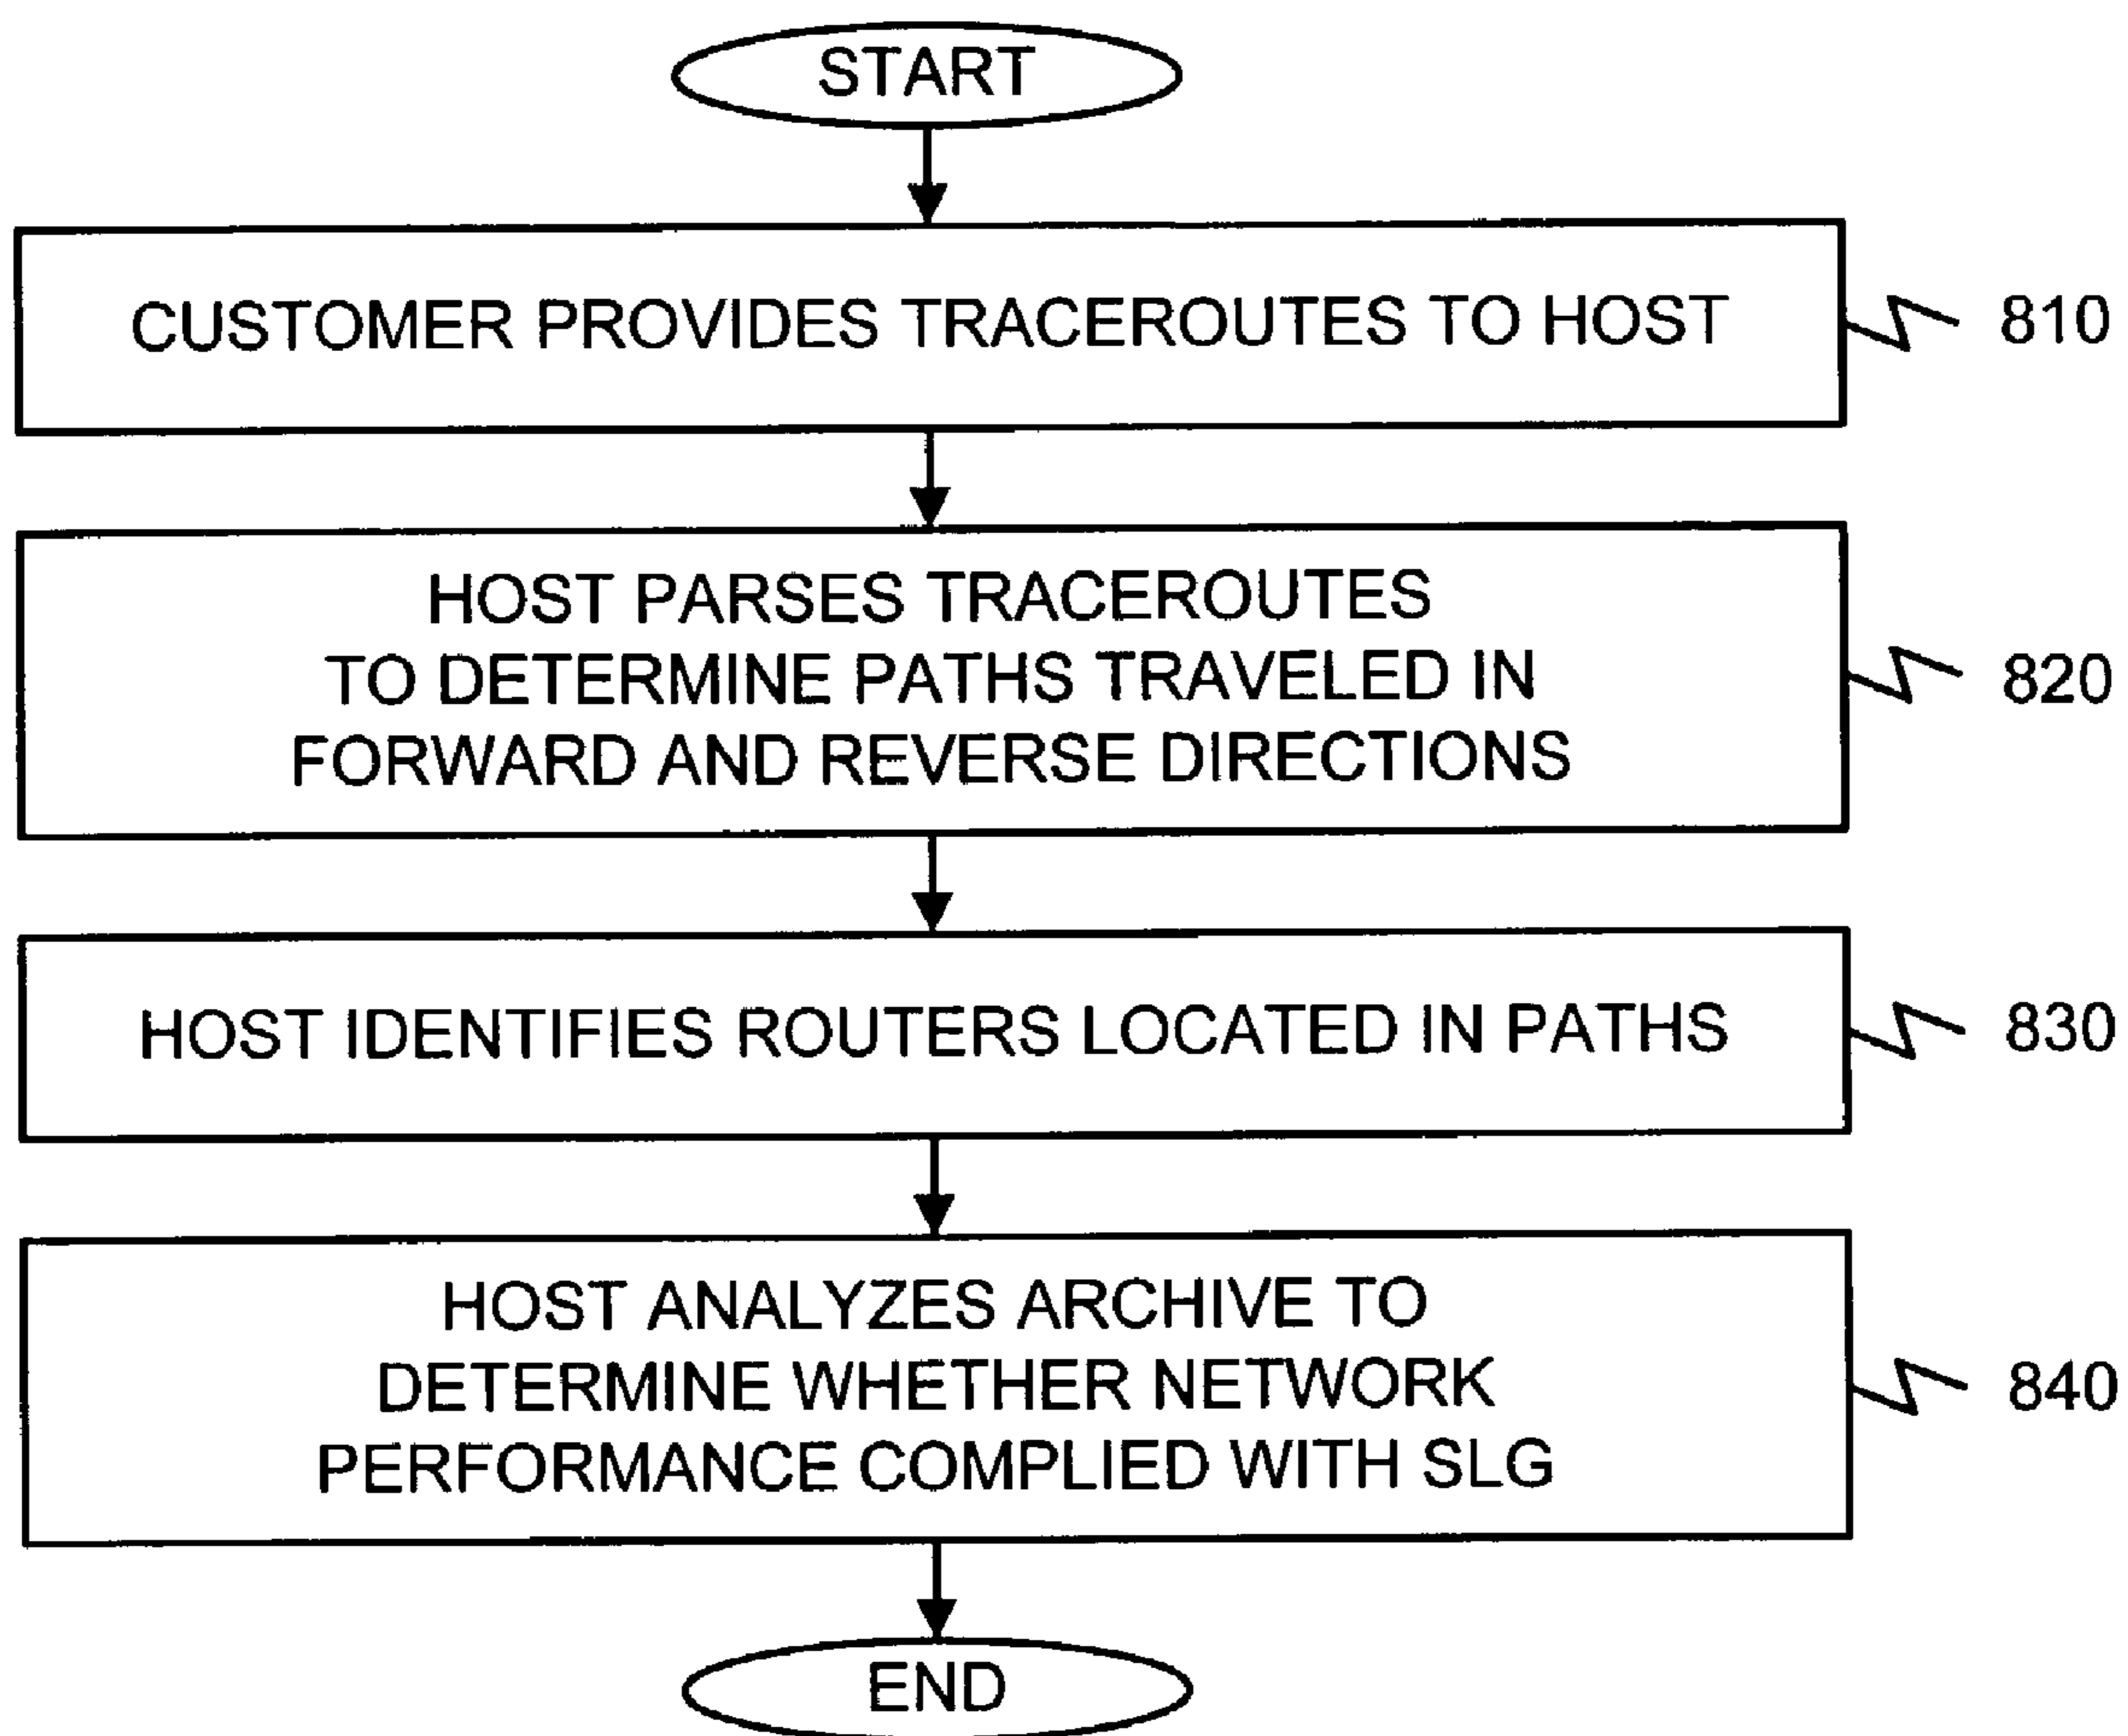 START
CUSTOMER PROVIDES TRACEROUTES TO HOST
810
HOST PARSES TRACEROUTES
TO DETERMINE PATHS TRAVELED IN
FORWARD AND REVERSE DIRECTIONS
820
HOST IDENTIFIES ROUTERS LOCATED IN PATHS
830
HOST ANALYZES ARCHIVE TO
DETERMINE WHETHER NETWORK
PERFORMANCE COMPLIED WITH SLG
840
END